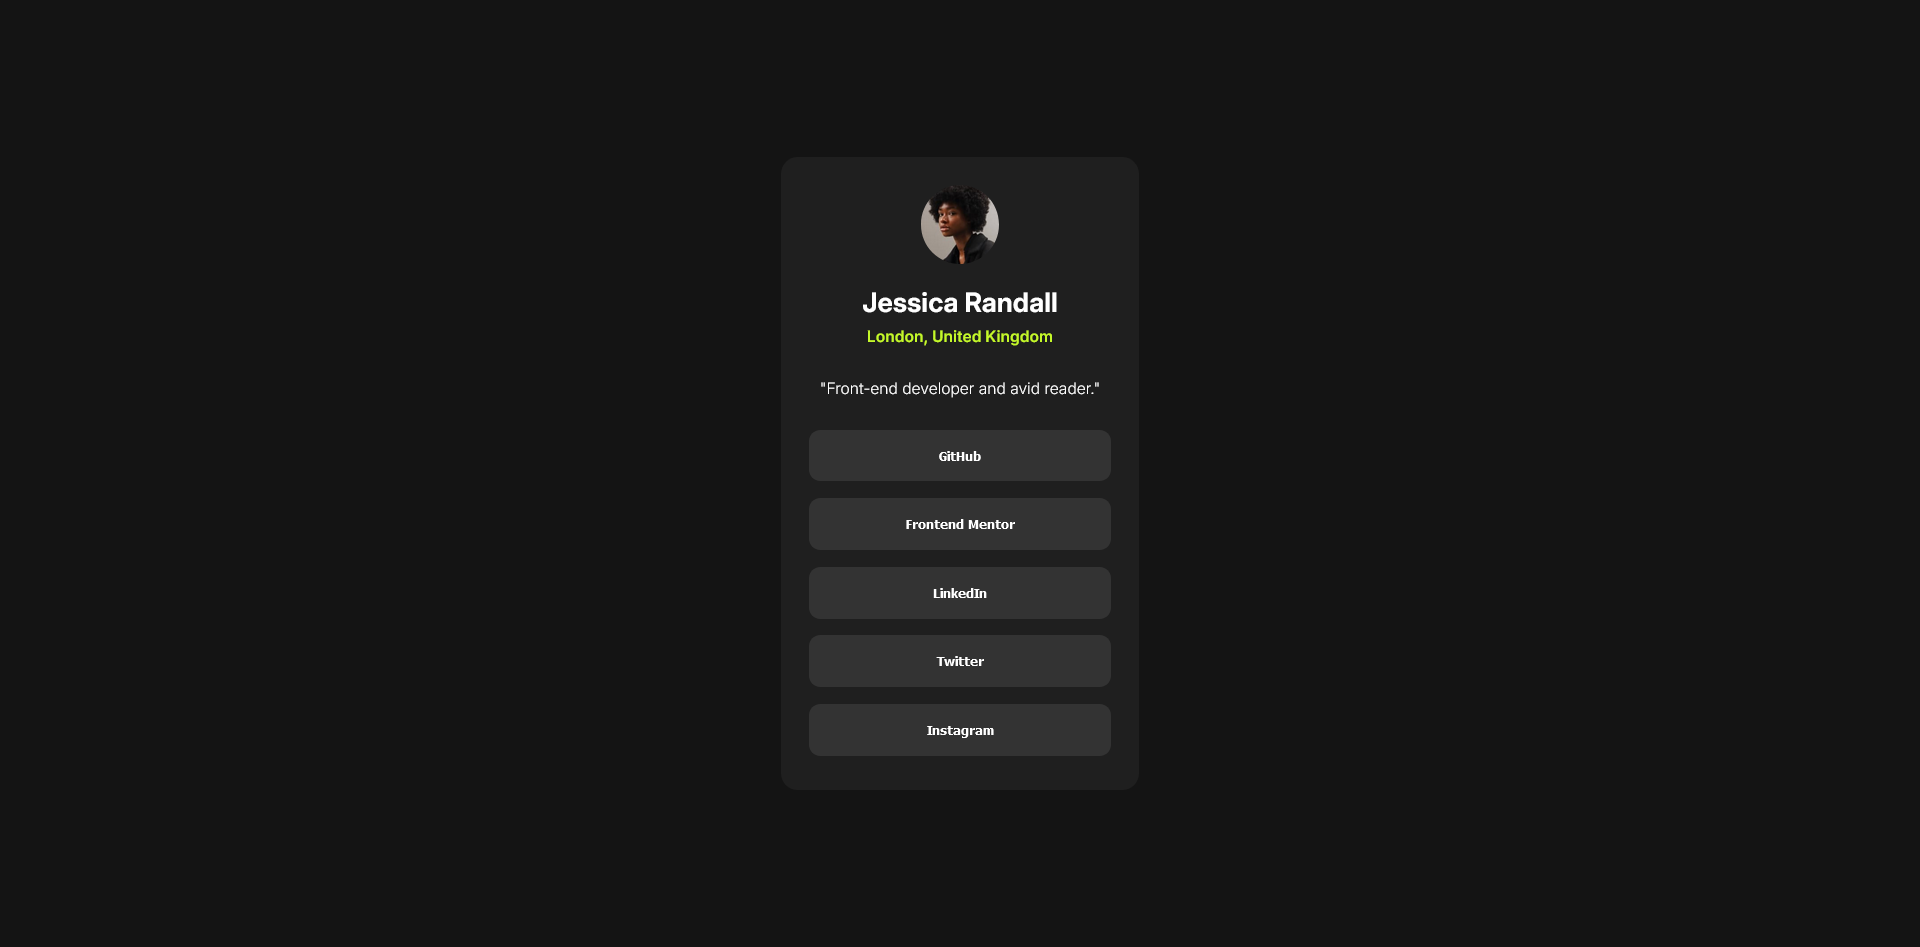 Jessica Randall
London, United Kingdom
"Front-end developer and avid reader."
GitHub
Frontend Mentor
LinkedIn
Twitter
Instagram